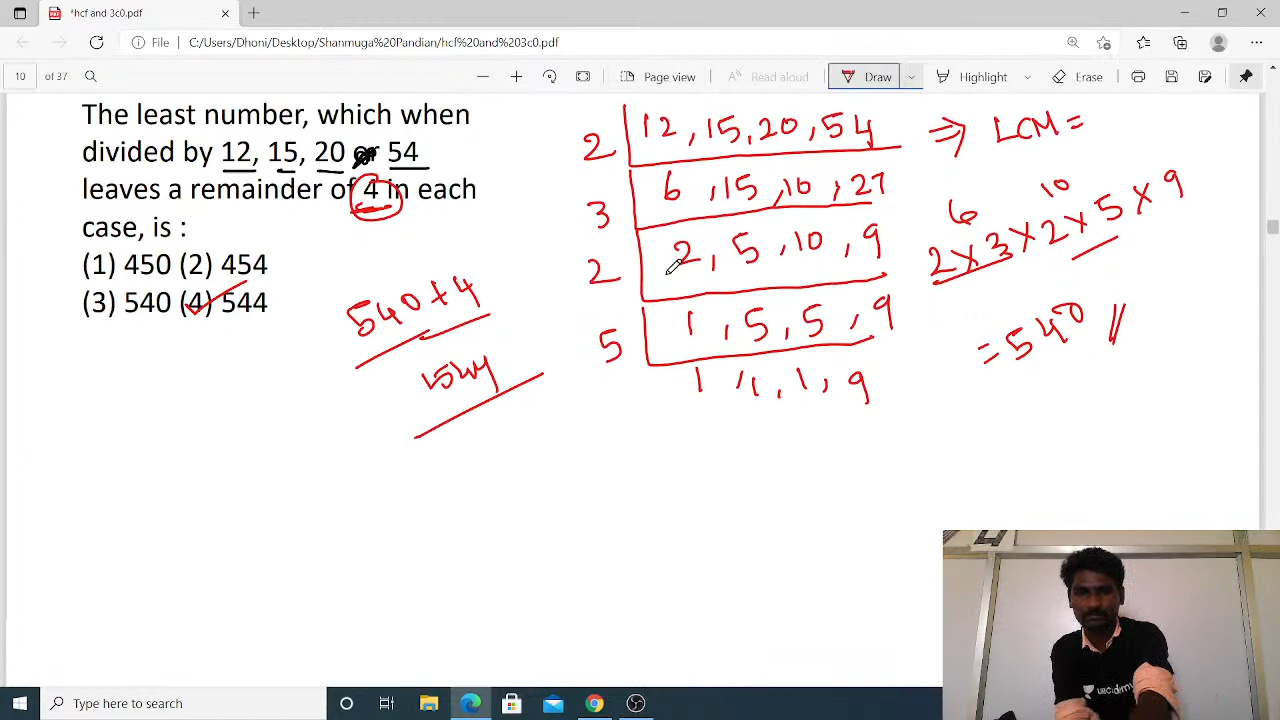 *hcf and 3c0.pdf
File
C:/Users/Dhoni/Desktop/Shanmuga%20Pandian/hcf%20and%203c0.pdf
10 of 37
Page view
Read aloud
Draw
Highlight
Erase
The least number, which when
divided by 12, 15, 20 or 54
leaves a remainder of 4 in each
case, is :
(1) 450 (2) 454
(3) 540 (4) 544
540 + 4
544
2 12, 15, 20, 54 ⇒ LCM =
3 6, 15, 10, 27
2 2, 5, 10, 9
5 1, 5, 5, 9
1, 1, 1, 9
6 10
2 × 3 × 2 × 5 × 9
= 540 //
unacademy
Type here to search